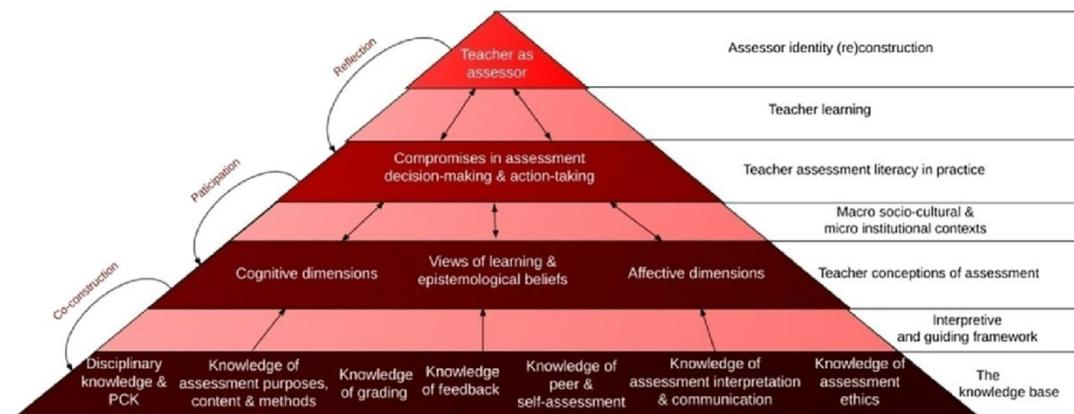 Reflection
Teacher as
assessor
Assessor identity (re)construction
Teacher learning
Paticipation
Compromises in assessment
decision-making & action-taking
Teacher assessment literacy in practice
Macro socio-cultural &
micro institutional contexts
Co-construction
Cognitive dimensions
Views of learning &
epistemological beliefs
Affective dimensions
Teacher conceptions of assessment
Interpretive
and guiding framework
Disciplinary
knowledge &
PCK
Knowledge of
assessment purposes,
content & methods
Knowledge
of grading
Knowledge
of feedback
Knowledge of
peer &
self-assessment
Knowledge of
assessment interpretation
& communication
Knowledge of
assessment
ethics
The
knowledge base